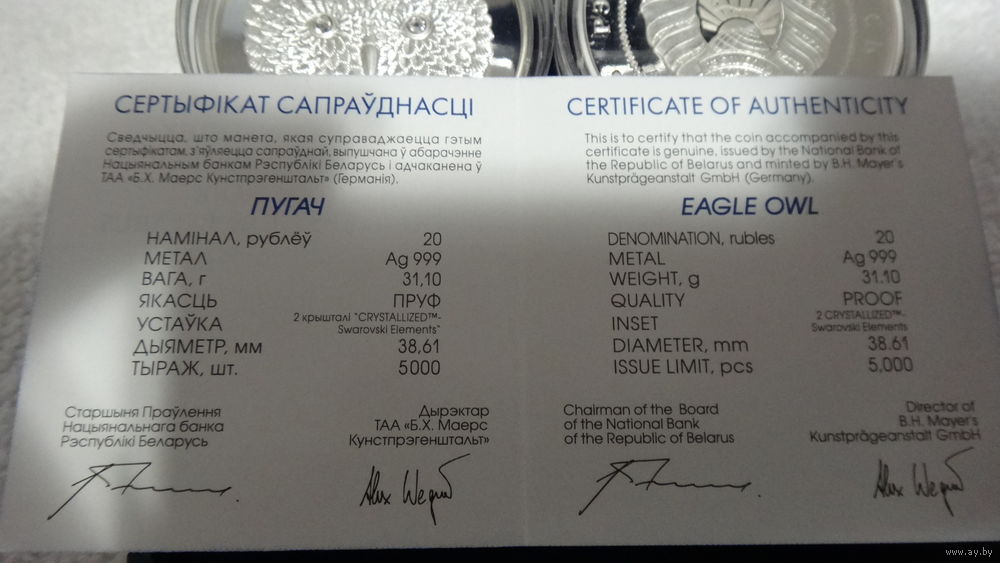 СЕРТЫФІКАТ САПРАЎДНАСЦІ
Сведчыцца, што манета, якая суправаджаецца гэтым
сертыфікатам, з'яўляецца сапраўднай, выпушчана ў абарачэнне
Нацыянальным банкам Рэспублікі Беларусь і адчаканена ў
ТАА «Б.Х. Маерс Кунстпрэгенштальт» (Германія).
ПУГАЧ
НАМІНАЛ, рублёў 20
МЕТАЛ Ag 999
ВАГА, г 31,10
ЯКАСЦЬ ПРУФ
УСТАЎКА 2 крышталі "CRYSTALLIZED™-
Swarovski Elements"
ДЫЯМЕТР, мм 38,61
ТЫРАЖ, шт. 5000
Старшыня Праўлення
Нацыянальнага банка
Рэспублікі Беларусь
Дырэктар
ТАА «Б.Х. Маерс
Кунстпрэгенштальт»
Alex Weg
CERTIFICATE OF AUTHENTICITY
This is to certify that the coin accompanied by this
certificate is genuine, issued by the National Bank of
the Republic of Belarus and minted by B.H. Mayer's
Kunstprägeanstalt GmbH (Germany).
EAGLE OWL
DENOMINATION, rubles 20
METAL Ag 999
WEIGHT, g 31.10
QUALITY PROOF
INSET 2 CRYSTALLIZED™-
Swarovski Elements
DIAMETER, mm 38.61
ISSUE LIMIT, pcs 5,000
Chairman of the Board
of the National Bank
of the Republic of Belarus
Director of
B.H. Mayer's
Kunstprägeanstalt GmbH
www.ay.by